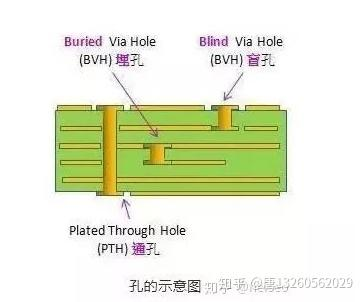 Buried Via Hole
(BVH) 埋孔
Blind Via Hole
(BVH) 盲孔
Plated Through Hole
(PTH) 通孔
孔的示意图
知乎 @唐13260562029